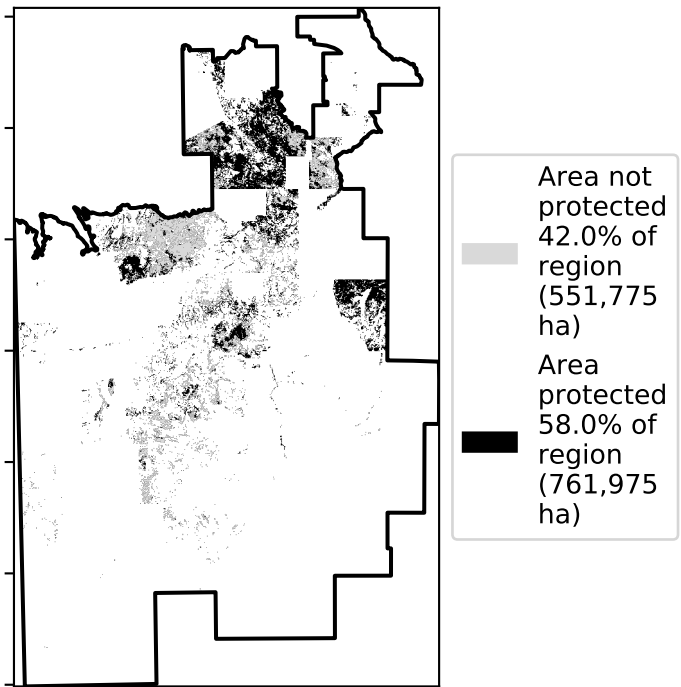 Area not
protected
42.0% of
region
(551,775
ha)
Area
protected
58.0% of
region
(761,975
ha)